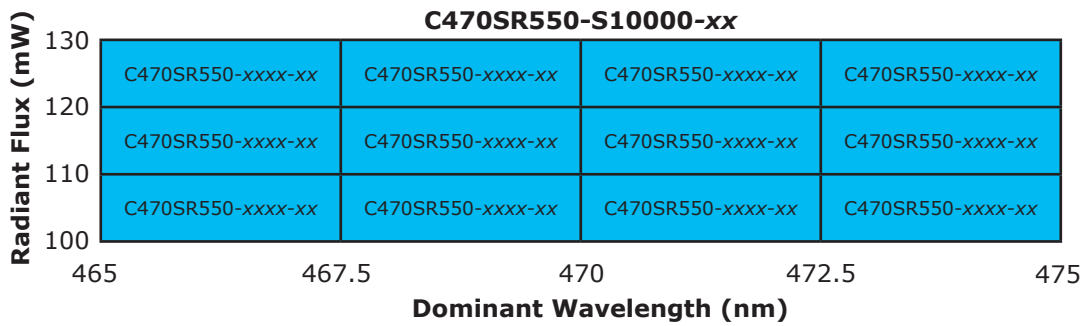 C470SR550-S10000-xx
Radiant Flux (mW)
130
C470SR550-xxxx-xx C470SR550-xxxx-xx C470SR550-xxxx-xx C470SR550-xxxx-xx
120
C470SR550-xxxx-xx C470SR550-xxxx-xx C470SR550-xxxx-xx C470SR550-xxxx-xx
110
C470SR550-xxxx-xx C470SR550-xxxx-xx C470SR550-xxxx-xx C470SR550-xxxx-xx
100
465 467.5 470 472.5 475
Dominant Wavelength (nm)